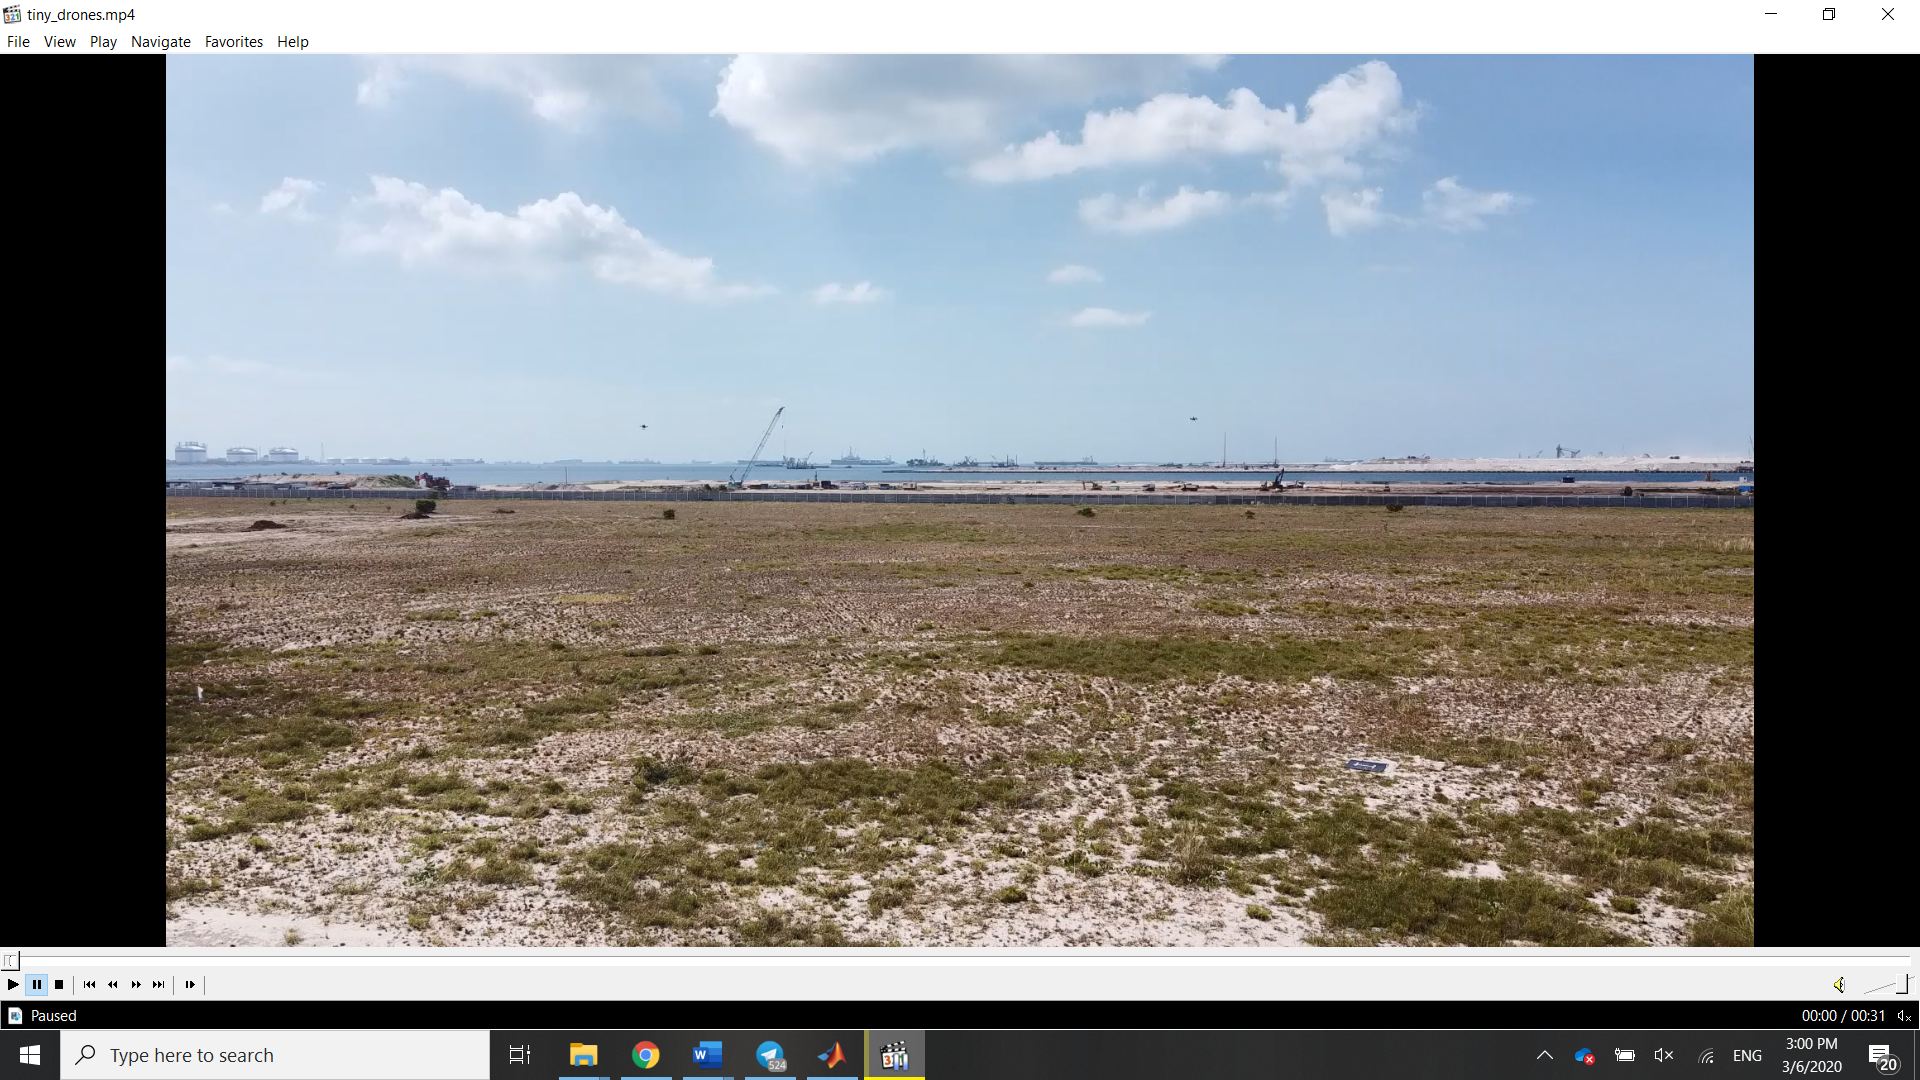 tiny_drones.mp4
File View Play Navigate Favorites Help
Paused
00:00 / 00:31
Type here to search
524
ENG
3:00 PM
3/6/2020
20